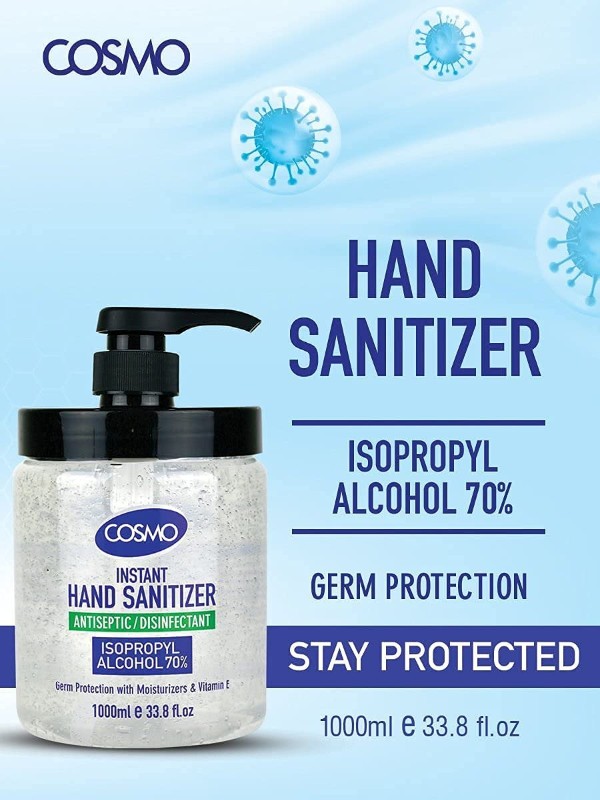 COSMO
HAND
SANITIZER
ISOPROPYL
ALCOHOL 70%
GERM PROTECTION
STAY PROTECTED
1000ml e 33.8 fl.oz
COSMO
INSTANT
HAND SANITIZER
ANTISEPTIC/DISINFECTANT
ISOPROPYL
ALCOHOL 70%
Germ Protection with Moisturizers & Vitamin E
1000ml e 33.8 fl.oz